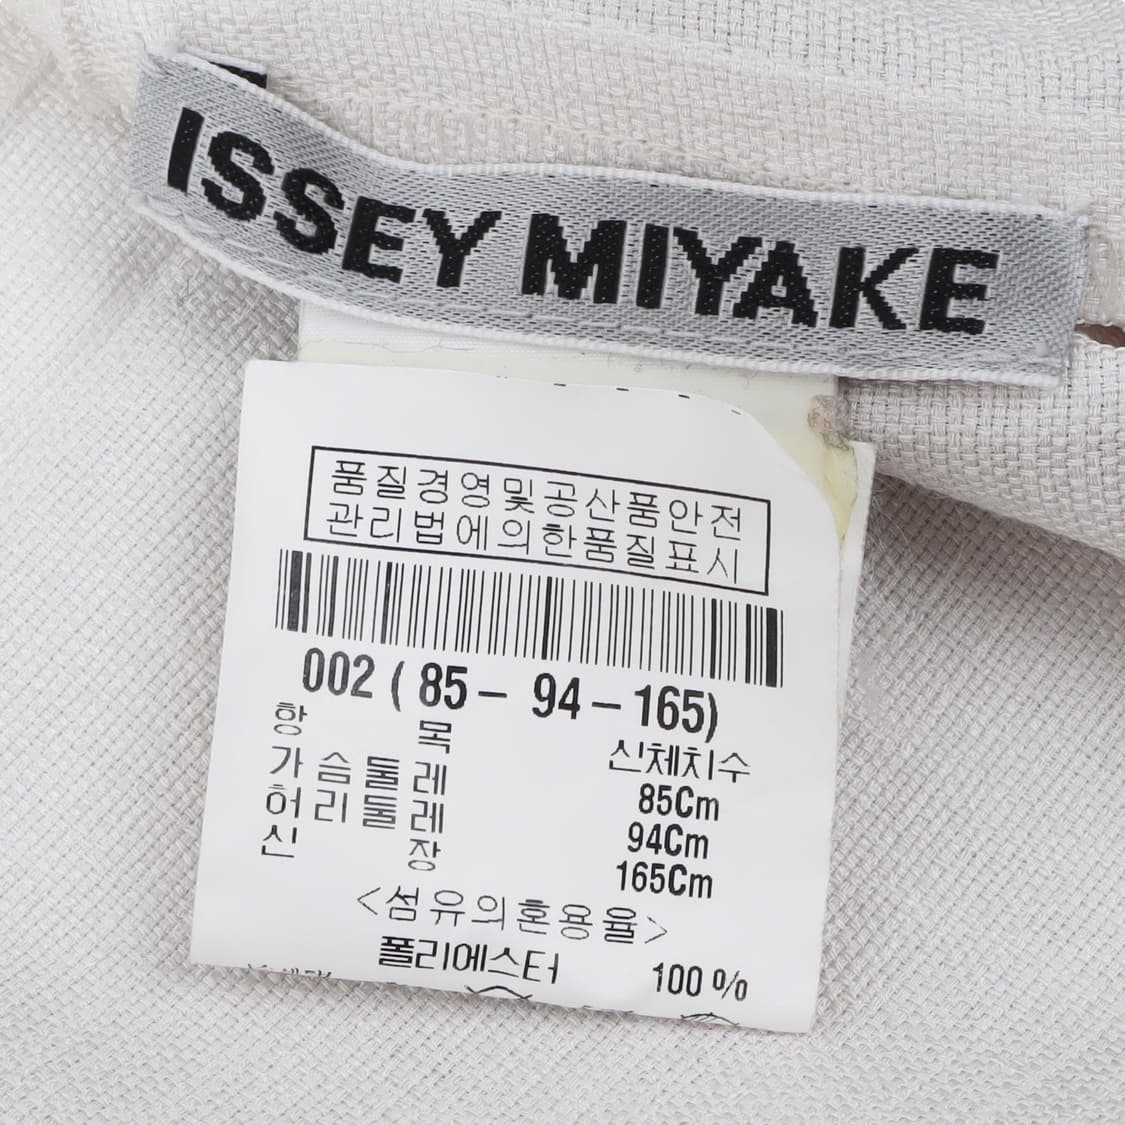 ISSEY MIYAKE
품질경영및공산품안전
관리법에의한품질표시
002 ( 85 - 94 - 165)
항 목 신체치수
가슴둘레 85Cm
허리둘레 94Cm
신 장 165Cm
<섬유의혼용율>
폴리에스터 100 %